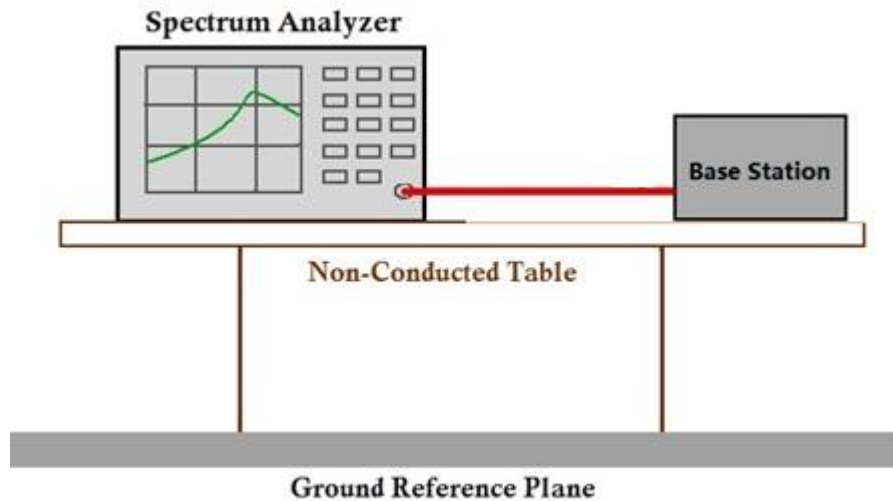 Spectrum Analyzer
Base Station
Non-Conducted Table
Ground Reference Plane